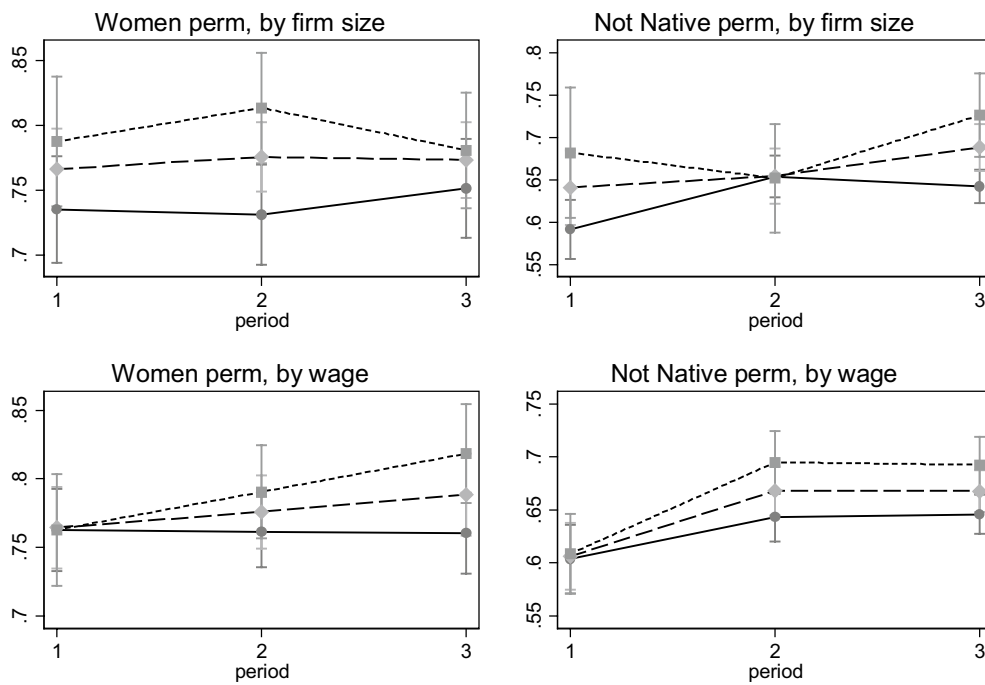 Women perm, by firm size
.85
.8
.75
.7
1 2 3
period
Not Native perm, by firm size
.8
.75
.7
.65
.6
.55
1 2 3
period
Women perm, by wage
.85
.8
.75
.7
1 2 3
period
Not Native perm, by wage
.75
.7
.65
.6
.55
1 2 3
period